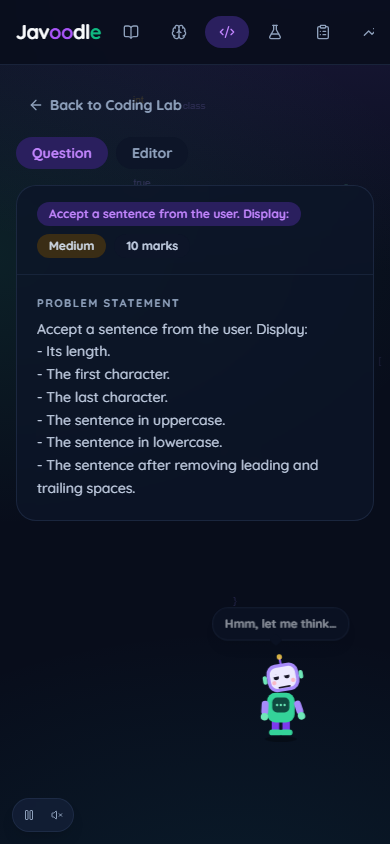 Javoodle
</>
Back to Coding Lab
class
Question
Editor
true
Accept a sentence from the user. Display:
Medium
10 marks
PROBLEM STATEMENT
Accept a sentence from the user. Display:
- Its length.
- The first character.
- The last character.
- The sentence in uppercase.
- The sentence in lowercase.
- The sentence after removing leading and
trailing spaces.
}
Hmm, let me think...